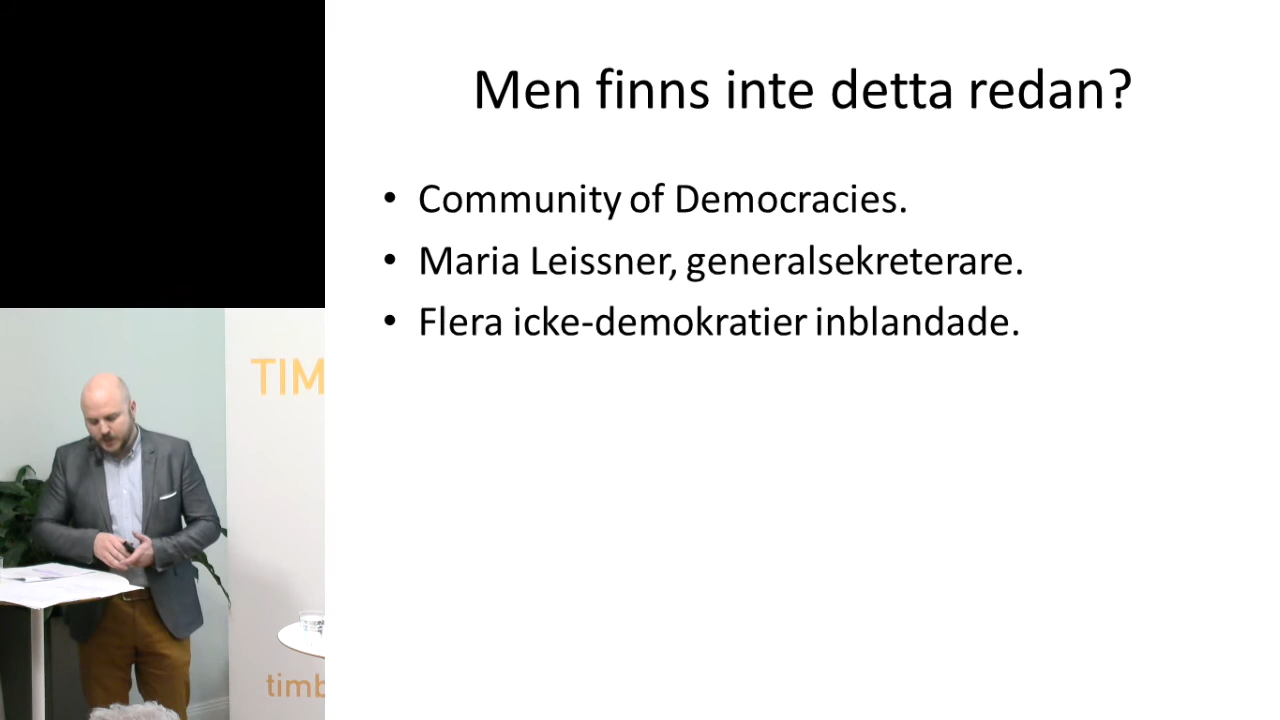 Men finns inte detta redan?
• Community of Democracies.
• Maria Leissner, generalsekreterare.
• Flera icke-demokratier inblandade.
TIM
timb